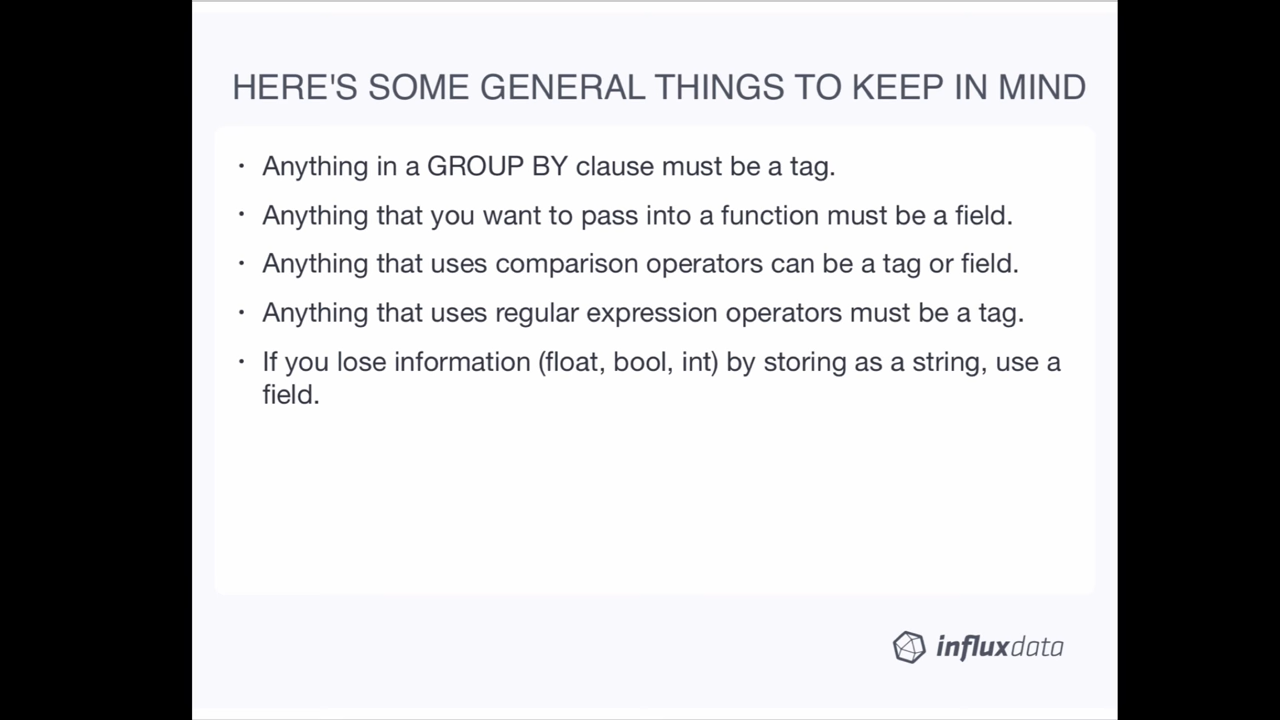 HERE'S SOME GENERAL THINGS TO KEEP IN MIND
· Anything in a GROUP BY clause must be a tag.
· Anything that you want to pass into a function must be a field.
· Anything that uses comparison operators can be a tag or field.
· Anything that uses regular expression operators must be a tag.
· If you lose information (float, bool, int) by storing as a string, use a
field.
influxdata